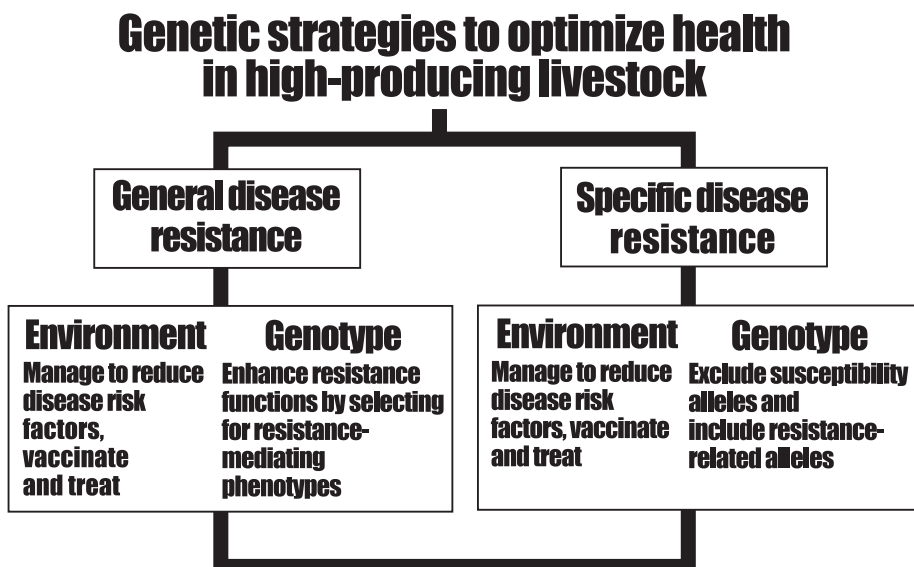 Genetic strategies to optimize health
in high-producing livestock
General disease
resistance
Specific disease
resistance
Environment
Manage to reduce
disease risk
factors,
vaccinate
and treat
Genotype
Enhance resistance
functions by selecting
for resistance-
mediating
phenotypes
Environment
Manage to reduce
disease risk
factors, vaccinate
and treat
Genotype
Exclude susceptibility
alleles and
include resistance-
related alleles